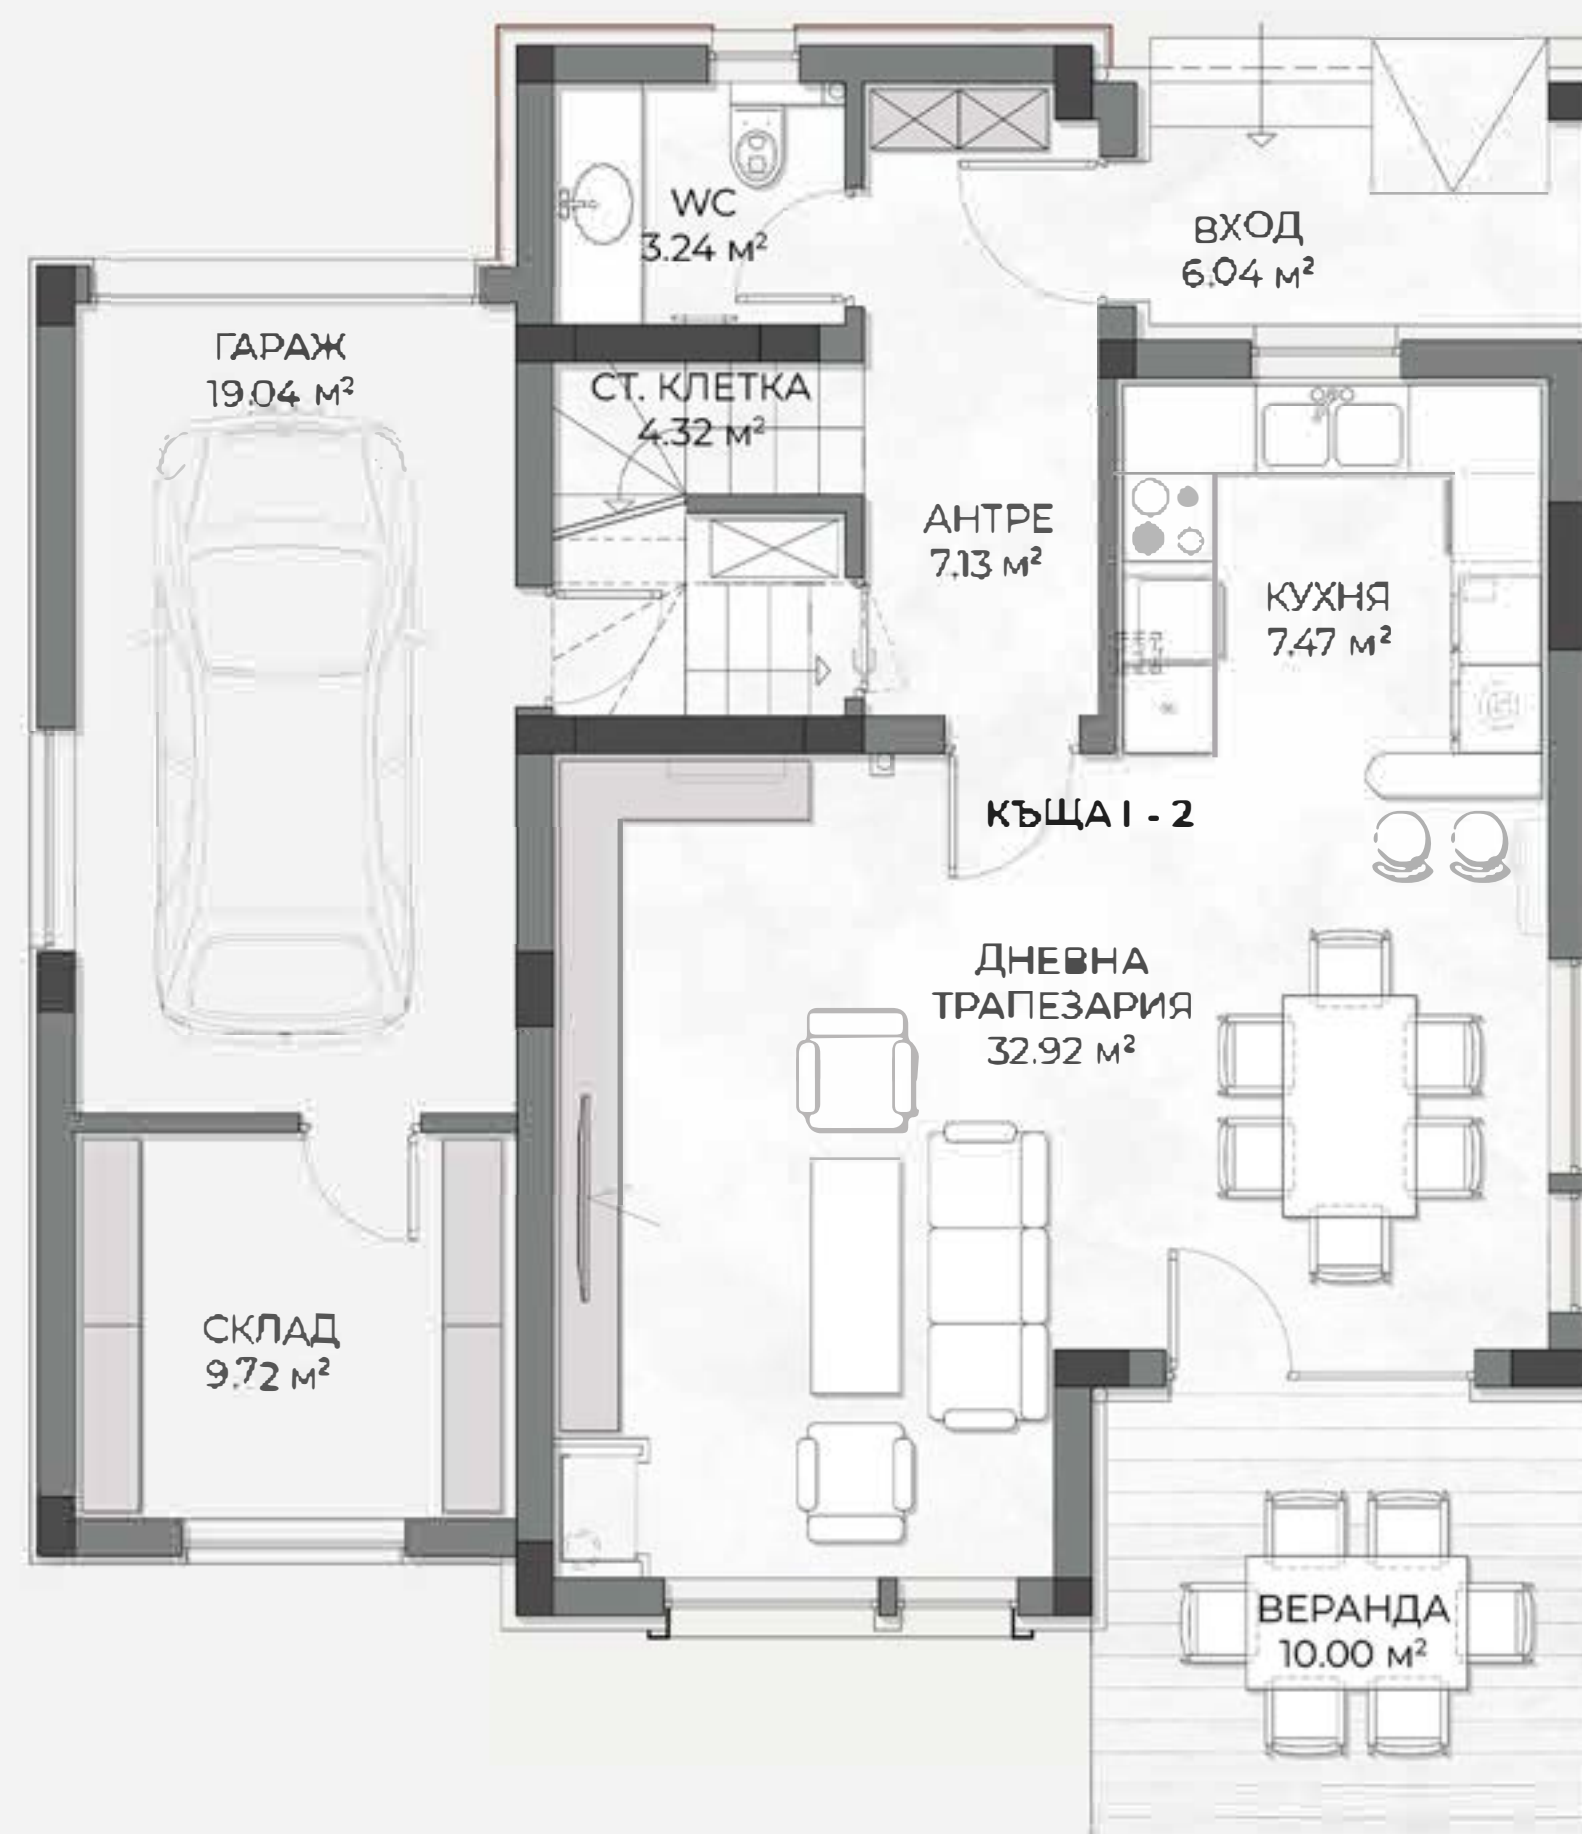 WC
3.24 м²
ВХОД
6.04 м²
ГАРАЖ
19.04 м²
СТ. КЛЕТКА
4.32 м²
АНТРЕ
7.13 м²
КУХНЯ
7.47 м²
КЪЩА I - 2
ДНЕВНА
ТРАПЕЗАРИЯ
32.92 м²
СКЛАД
9.72 м²
ВЕРАНДА
10.00 м²